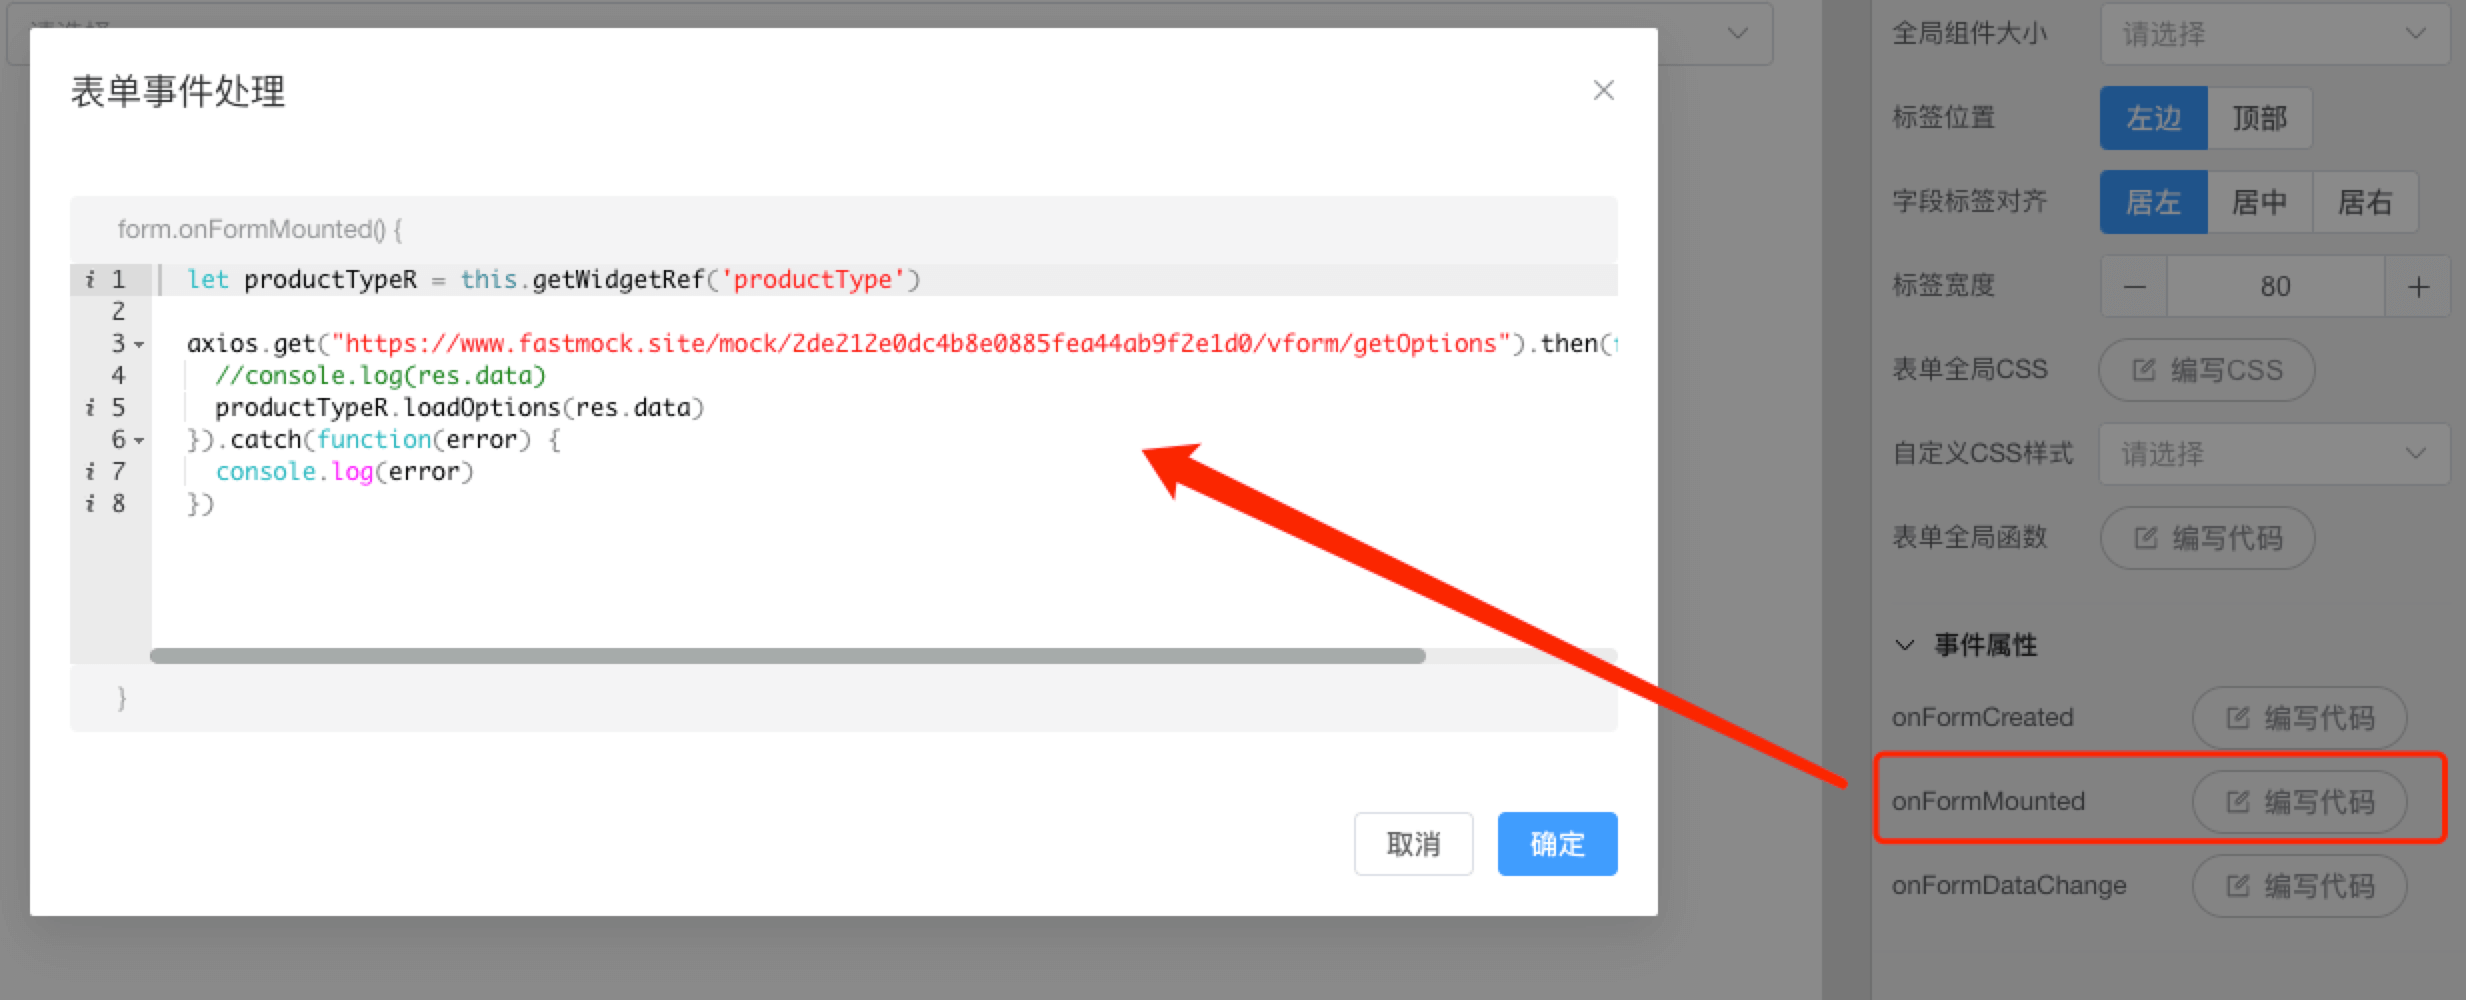 表单事件处理
form.onFormMounted() {
i 1 let productTypeR = this.getWidgetRef('productType')
2
3 axios.get("https://www.fastmock.site/mock/2de212e0dc4b8e0885fea44ab9f2e1d0/vform/getOptions").then(
4 //console.log(res.data)
i 5 productTypeR.loadOptions(res.data)
6 }).catch(function(error) {
i 7 console.log(error)
i 8 })
}
取消 确定
全局组件大小 请选择
标签位置 左边 顶部
字段标签对齐 居左 居中 居右
标签宽度 — 80 +
表单全局CSS 编写CSS
自定义CSS样式 请选择
表单全局函数 编写代码
事件属性
onFormCreated 编写代码
onFormMounted 编写代码
onFormDataChange 编写代码